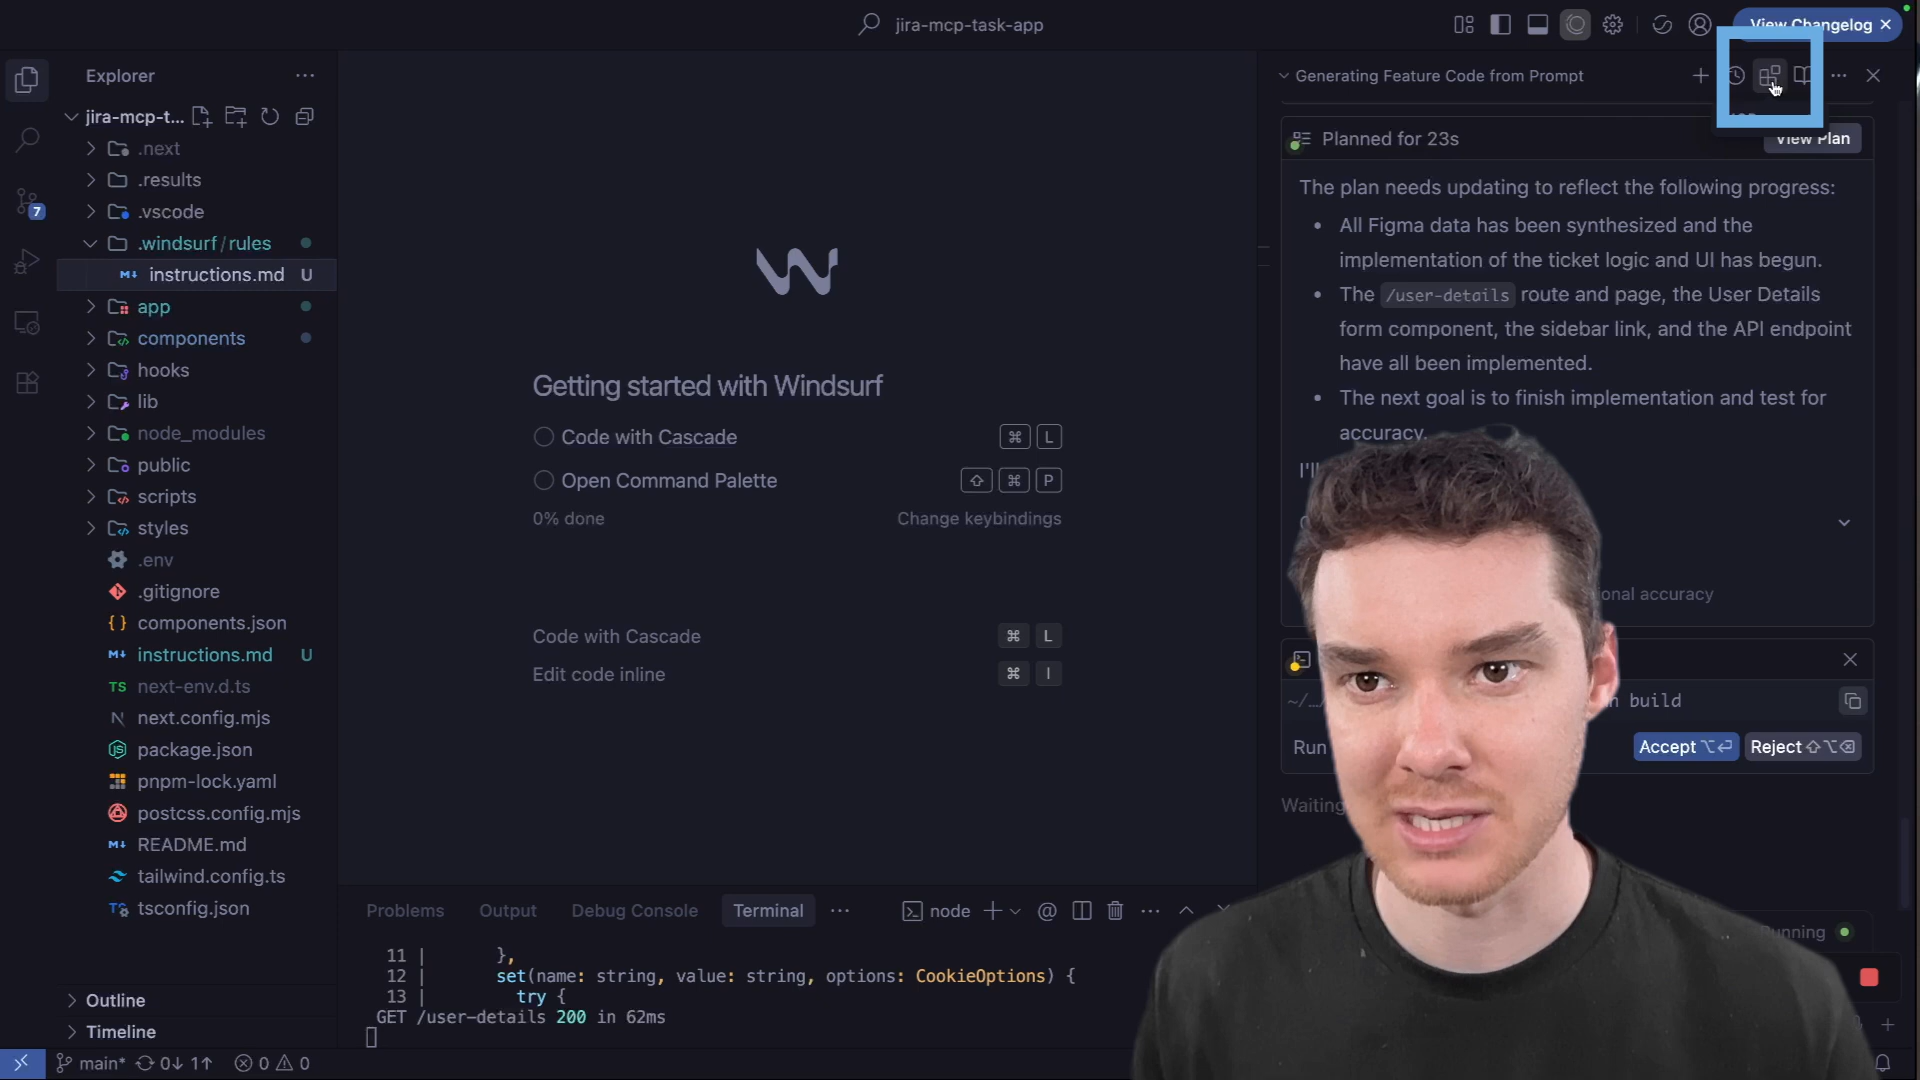 jira-mcp-task-app
View Changelog
Explorer
Generating Feature Code from Prompt
jira-mcp-t...
.next
.results
.vscode
.windsurf/rules
instructions.md U
app
components
hooks
lib
node_modules
public
scripts
styles
.env
.gitignore
components.json
instructions.md U
next-env.d.ts
next.config.mjs
package.json
pnpm-lock.yaml
postcss.config.mjs
README.md
tailwind.config.ts
tsconfig.json
Outline
Timeline
7
main* 0↓ 1↑ 0 0
Getting started with Windsurf
Code with Cascade ⌘ L
Open Command Palette ⇧ ⌘ P
0% done Change keybindings
Code with Cascade ⌘ L
Edit code inline ⌘ I
Problems Output Debug Console Terminal node
11 | },
12 | set(name: string, value: string, options: CookieOptions) {
13 | try {
GET /user-details 200 in 62ms
Planned for 23s View Plan
The plan needs updating to reflect the following progress:
• All Figma data has been synthesized and the
implementation of the ticket logic and UI has begun.
• The /user-details route and page, the User Details
form component, the sidebar link, and the API endpoint
have all been implemented.
• The next goal is to finish implementation and test for
accuracy.
I'll
accuracy
~/.../ build
Run Accept ⌥⏎ Reject ⇧⌥⌫
Waiting